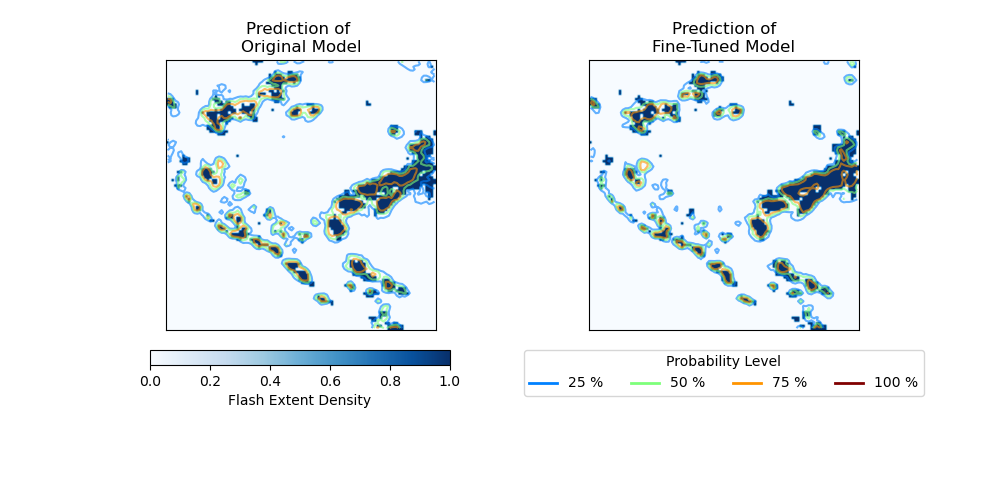 Prediction of
Original Model
Prediction of
Fine-Tuned Model
0.0 0.2 0.4 0.6 0.8 1.0
Flash Extent Density
Probability Level
25 % 50 % 75 % 100 %